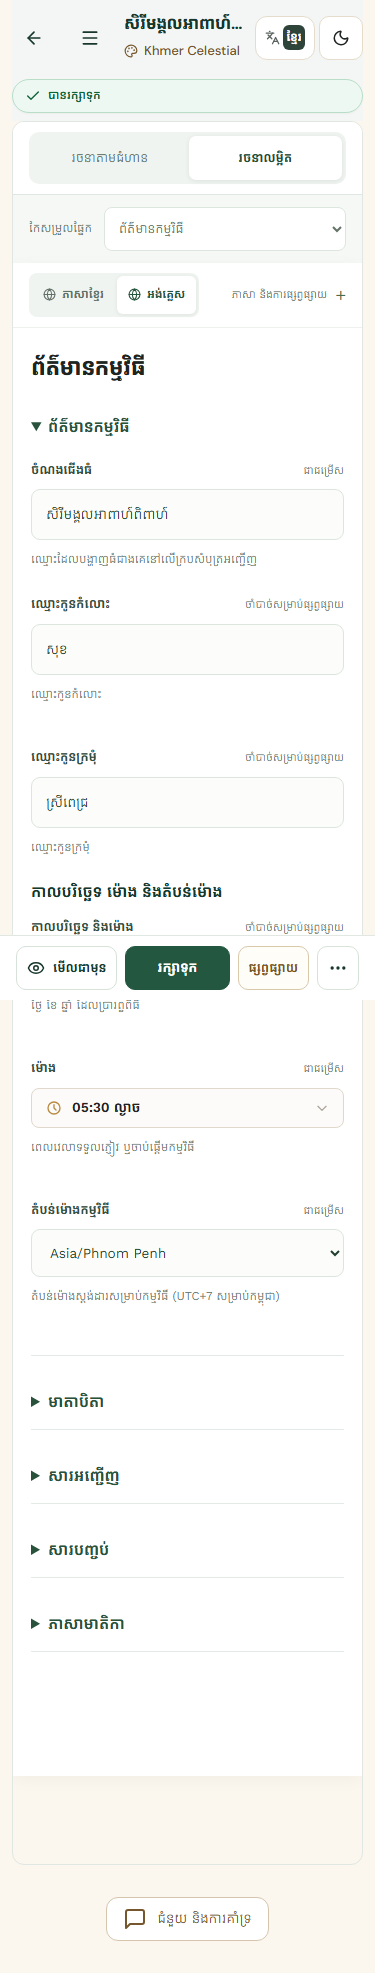 សិរីមង្គលអាពាហ៍...
Khmer Celestial
ខ្មែរ
បានរក្សាទុក
រចនាតាមជំហាន
រចនាលម្អិត
កែសម្រួលផ្នែក
ព័ត៌មានកម្មវិធី
ភាសាខ្មែរ
អង់គ្លេស
ភាសា និងការផ្សព្វផ្សាយ
ព័ត៌មានកម្មវិធី
ព័ត៌មានកម្មវិធី
ចំណងជើងធំ
ជាជម្រើស
សិរីមង្គលអាពាហ៍ពិពាហ៍
ឈ្មោះដែលបង្ហាញធំជាងគេនៅលើក្របសំបុត្រអញ្ជើញ
ឈ្មោះកូនកំលោះ
ចាំបាច់សម្រាប់ផ្សព្វផ្សាយ
សុខ
ឈ្មោះកូនកំលោះ
ឈ្មោះកូនក្រមុំ
ចាំបាច់សម្រាប់ផ្សព្វផ្សាយ
ស្រីពេជ្រ
ឈ្មោះកូនក្រមុំ
កាលបរិច្ឆេទ ម៉ោង និងតំបន់ម៉ោង
កាលបរិច្ឆេទ និងម៉ោង
ចាំបាច់សម្រាប់ផ្សព្វផ្សាយ
មើលជាមុន
រក្សាទុក
ផ្សព្វផ្សាយ
ថ្ងៃ ខែ ឆ្នាំ ដែលប្រារព្ធពិធី
ម៉ោង
ជាជម្រើស
05:30 ល្ងាច
ពេលវេលាទទួលភ្ញៀវ ឬចាប់ផ្តើមកម្មវិធី
តំបន់ម៉ោងកម្មវិធី
ជាជម្រើស
Asia/Phnom Penh
តំបន់ម៉ោងស្តង់ដារសម្រាប់កម្មវិធី (UTC+7 សម្រាប់កម្ពុជា)
មាតាបិតា
សារអញ្ជើញ
សារបញ្ចប់
ភាសាមាតិកា
ជំនួយ និងការគាំទ្រ